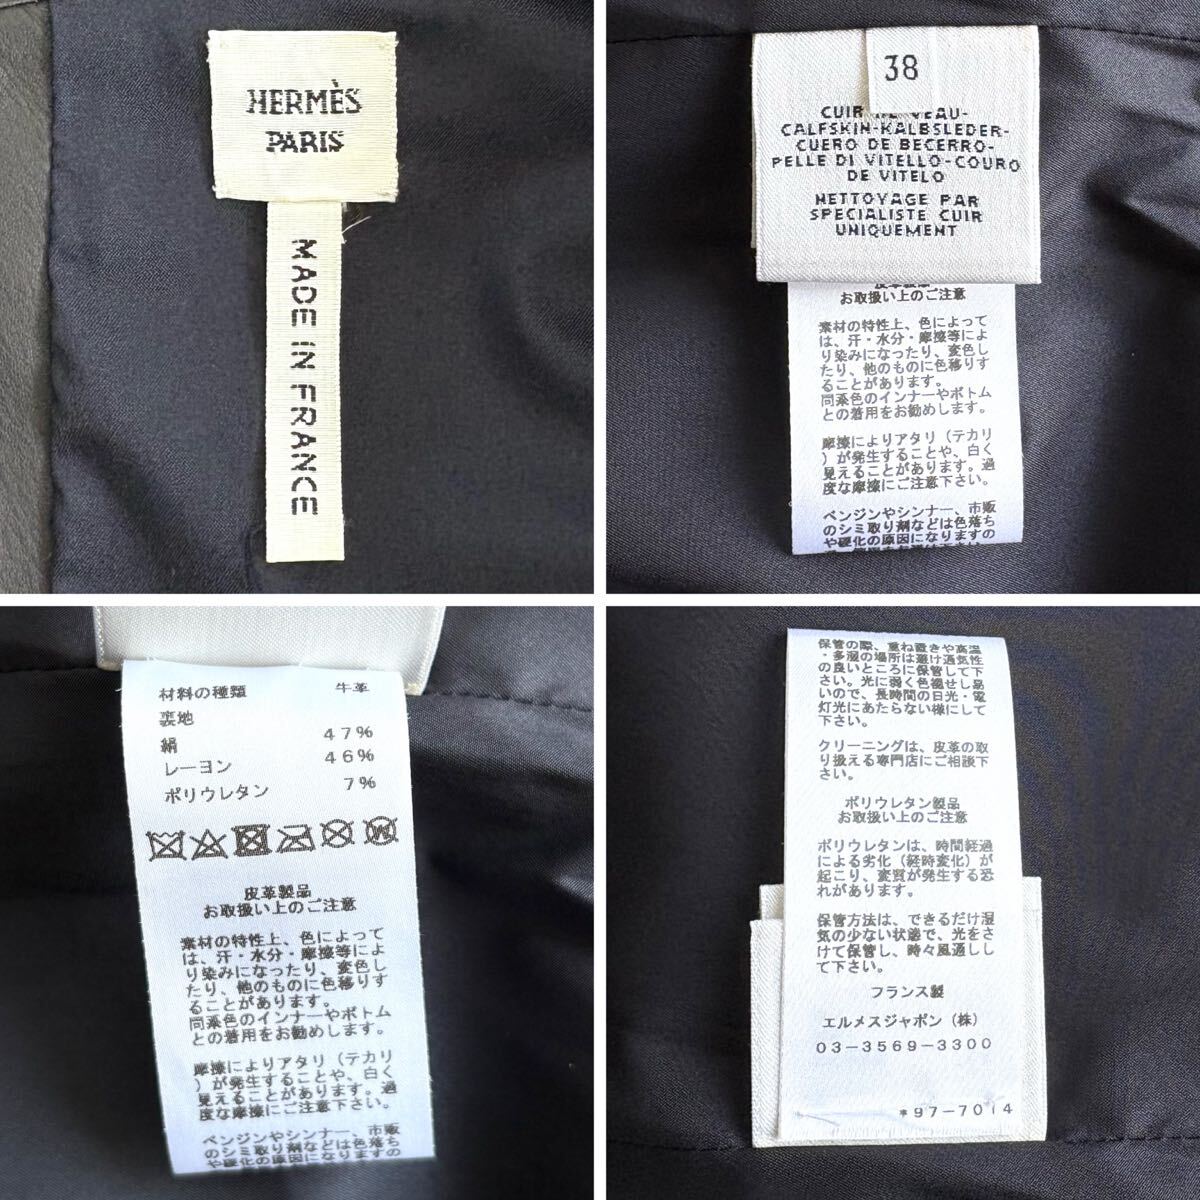 HERMÈS
PARIS
MADE IN FRANCE
38
CUIR DE VEAU-
CALFSKIN-KALBSLEDER-
CUERO DE BECERRO-
PELLE DI VITELLO-COURO
DE VITELO
NETTOYAGE PAR
SPECIALISTE CUIR
UNIQUEMENT
皮革製品
お取扱い上のご注意
素材の特性上、色によって
は、汗・水分・摩擦等によ
り染みになったり、変色し
たり、他のものに色移りす
ることがあります。
同系色のインナーやボトム
との着用をお勧めします。
摩擦によりアタリ（テカリ
）が発生することや、白く
見えることがあります。過
度な摩擦にご注意下さい。
ベンジンやシンナー、市販
のシミ取り剤などは色落ち
や硬化の原因になりますの
材料の種類 牛革
裏地
絹 47%
レーヨン 46%
ポリウレタン 7%
W
皮革製品
お取扱い上のご注意
素材の特性上、色によって
は、汗・水分・摩擦等によ
り染みになったり、変色し
たり、他のものに色移りす
ることがあります。
同系色のインナーやボトム
との着用をお勧めします。
摩擦によりアタリ（テカリ
）が発生することや、白く
見えることがあります。過
度な摩擦にご注意下さい。
ベンジンやシンナー、市販
のシミ取り剤などは色落ち
や硬化の原因になりますの
保管の際、重ね置きや高温
・多湿の場所は避け通気性
の良いところに保管して下
さい。光に弱く色褪せし易
いので、長時間の日光・電
灯光にあたらない様にして
下さい。
クリーニングは、皮革の取
り扱える専門店にご相談下
さい。
ポリウレタン製品
お取扱い上のご注意
ポリウレタンは、時間経過
による劣化（経時変化）が
起こり、変質が発生する恐
れがあります。
保管方法は、できるだけ湿
気の少ない状態で、光をさ
けて保管し、時々風通しし
て下さい。
フランス製
エルメスジャポン（株）
03-3569-3300
*97-7014